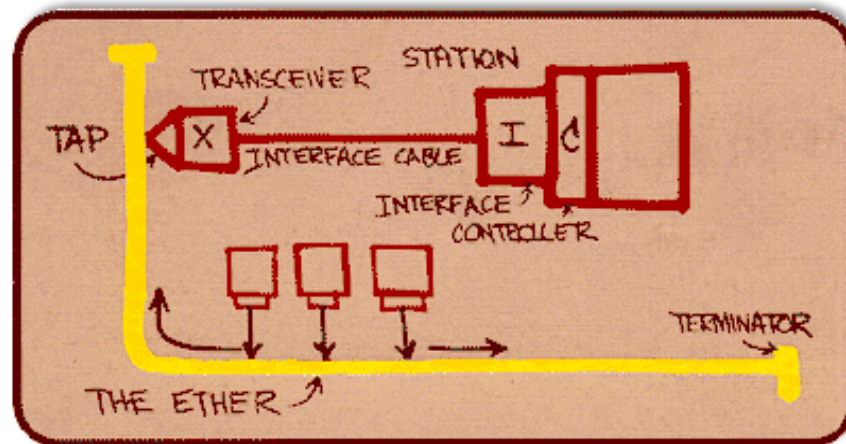 STATION
TRANSCEIVER
TAP
X
I
C
INTERFACE CABLE
INTERFACE
CONTROLLER
TERMINATOR
THE ETHER